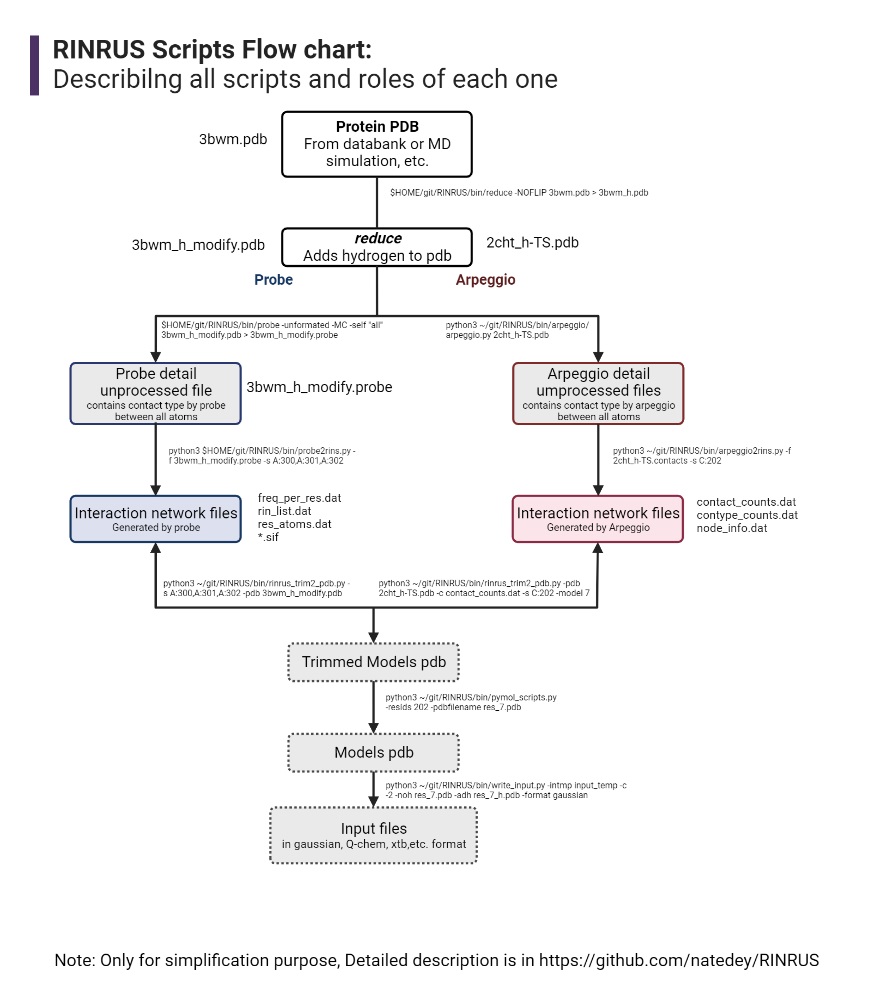 RINRUS Scripts Flow chart:
Describilng all scripts and roles of each one
3bwm.pdb
Protein PDB
From databank or MD
simulation, etc.
$HOME/git/RINRUS/bin/reduce -NOFLIP 3bwm.pdb > 3bwm_h.pdb
3bwm_h_modify.pdb
reduce
Adds hydrogen to pdb
2cht_h-TS.pdb
Probe
Arpeggio
$HOME/git/RINRUS/bin/probe -unformated -MC -self "all"
3bwm_h_modify.pdb > 3bwm_h_modify.probe
python3 ~/git/RINRUS/bin/arpeggio/
arpeggio.py 2cht_h-TS.pdb
Probe detail
unprocessed file
contains contact type by probe
between all atoms
3bwm_h_modify.probe
Arpeggio detail
umprocessed files
contains contact type by arpeggio
between all atoms
python3 $HOME/git/RINRUS/bin/probe2rins.py -
f 3bwm_h_modify.probe -s A:300,A:301,A:302
python3 ~/git/RINRUS/bin/arpeggio2rins.py -f
2cht_h-TS.contacts -s C:202
Interaction network files
Generated by probe
freq_per_res.dat
rin_list.dat
res_atoms.dat
*.sif
Interaction network files
Generated by Arpeggio
contact_counts.dat
contype_counts.dat
node_info.dat
python3 ~/git/RINRUS/bin/rinrus_trim2_pdb.py -
s A:300,A:301,A:302 -pdb 3bwm_h_modify.pdb
python3 ~/git/RINRUS/bin/rinrus_trim2_pdb.py -pdb
2cht_h-TS.pdb -c contact_counts.dat -s C:202 -model 7
Trimmed Models pdb
python3 ~/git/RINRUS/bin/pymol_scripts.py
-resids 202 -pdbfilename res_7.pdb
Models pdb
python3 ~/git/RINRUS/bin/write_input.py -intmp input_temp -c
-2 -noh res_7.pdb -adh res_7_h.pdb -format gaussian
Input files
in gaussian, Q-chem, xtb,etc. format
Note: Only for simplification purpose, Detailed description is in https://github.com/natedey/RINRUS